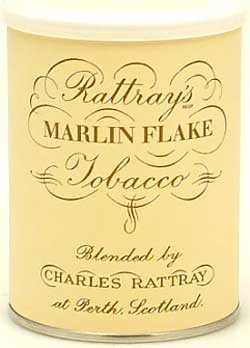 Rattray's
MARLIN FLAKE
Tobacco
Blended by
CHARLES RATTRAY
at Perth, Scotland.